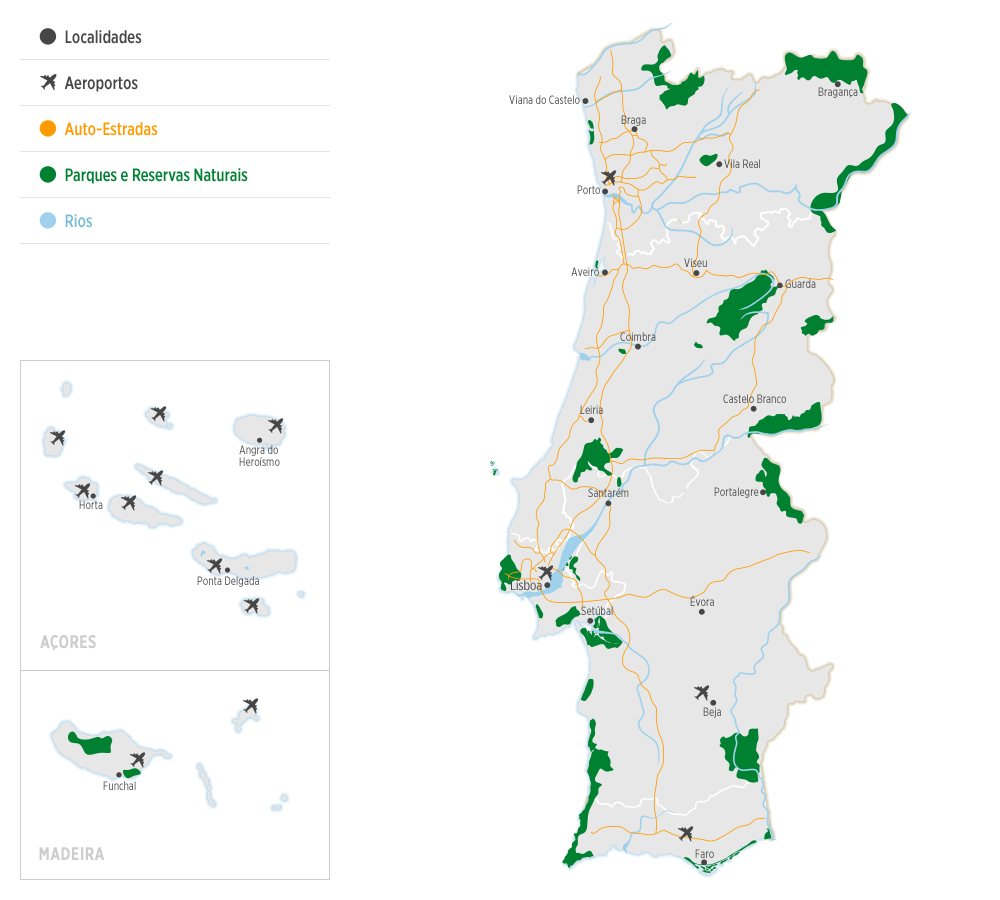 Localidades
Aeroportos
Auto-Estradas
Parques e Reservas Naturais
Rios
Viana do Castelo
Bragança
Braga
Vila Real
Porto
Aveiro
Viseu
Guarda
Coimbra
Castelo Branco
Leiria
Santarém
Portalegre
Lisboa
Setúbal
Évora
Beja
Faro
Angra do
Heroísmo
Horta
Ponta Delgada
AÇORES
Funchal
MADEIRA